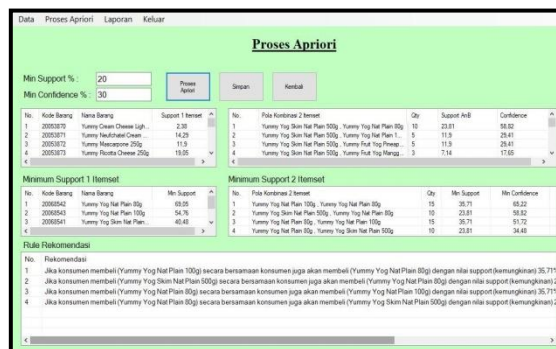 Data Proses Apriori Laporan Keluar
Proses Apriori
Min Support % : 20
Min Confidence % : 30
Proses Apriori
Simpan
Kembali
No. Kode Barang Nama Barang Support 1 Itemset
1 20053870 Yummy Cream Cheese Ligh... 2,38
2 20053871 Yummy Neufchatel Cream ... 14,29
3 20053872 Yummy Mascarpone 250g 11,9
4 20053873 Yummy Ricotta Cheese 250g 19,05
No. Pola Kombinasi 2 Itemset Qty Support AnB Confidence
1 Yummy Yog Skim Nat Plain 500g , Yummy Yog Nat Plain 80g 10 23,81 58,82
2 Yummy Yog Skim Nat Plain 500g , Yummy Yog Nat Plain 1... 5 11,9 29,41
3 Yummy Yog Skim Nat Plain 500g , Yummy Fruit Yog Pineap... 5 11,9 29,41
4 Yummy Yog Skim Nat Plain 500g , Yummy Fruit Yog Mangg... 3 7,14 17,65
Minimum Support 1 Itemset
No. Kode Barang Nama Barang Min Support
1 20068542 Yummy Yog Nat Plain 80g 69,05
2 20068543 Yummy Yog Nat Plain 100g 54,76
3 20068541 Yummy Yog Skim Nat Plain... 40,48
Minimum Support 2 Itemset
No. Pola Kombinasi 2 Itemset Qty Min Support Min Confidence
1 Yummy Yog Nat Plain 100g , Yummy Yog Nat Plain 80g 15 35,71 65,22
2 Yummy Yog Skim Nat Plain 500g , Yummy Yog Nat Plain 80g 10 23,81 58,82
3 Yummy Yog Nat Plain 80g , Yummy Yog Nat Plain 100g 15 35,71 51,72
4 Yummy Yog Nat Plain 80g , Yummy Yog Skim Nat Plain 500g 10 23,81 34,48
Rule Rekomendasi
No. Rekomendasi
1 Jika konsumen membeli (Yummy Yog Nat Plain 100g) secara bersamaan konsumen juga akan membeli (Yummy Yog Nat Plain 80g) dengan nilai support (kemungkinan) 35,71%
2 Jika konsumen membeli (Yummy Yog Skim Nat Plain 500g) secara bersamaan konsumen juga akan membeli (Yummy Yog Nat Plain 80g) dengan nilai support (kemungkinan)
3 Jika konsumen membeli (Yummy Yog Nat Plain 80g) secara bersamaan konsumen juga akan membeli (Yummy Yog Nat Plain 100g) dengan nilai support (kemungkinan) 35,71%
4 Jika konsumen membeli (Yummy Yog Nat Plain 80g) secara bersamaan konsumen juga akan membeli (Yummy Yog Skim Nat Plain 500g) dengan nilai support (kemungkinan) 2